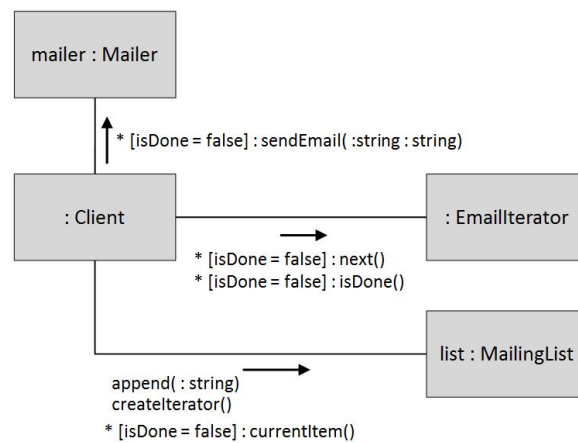 mailer : Mailer
* [isDone = false] : sendEmail( :string : string)
: Client
: EmailIterator
* [isDone = false] : next()
* [isDone = false] : isDone()
list : MailingList
append( : string)
createIterator()
* [isDone = false] : currentItem()